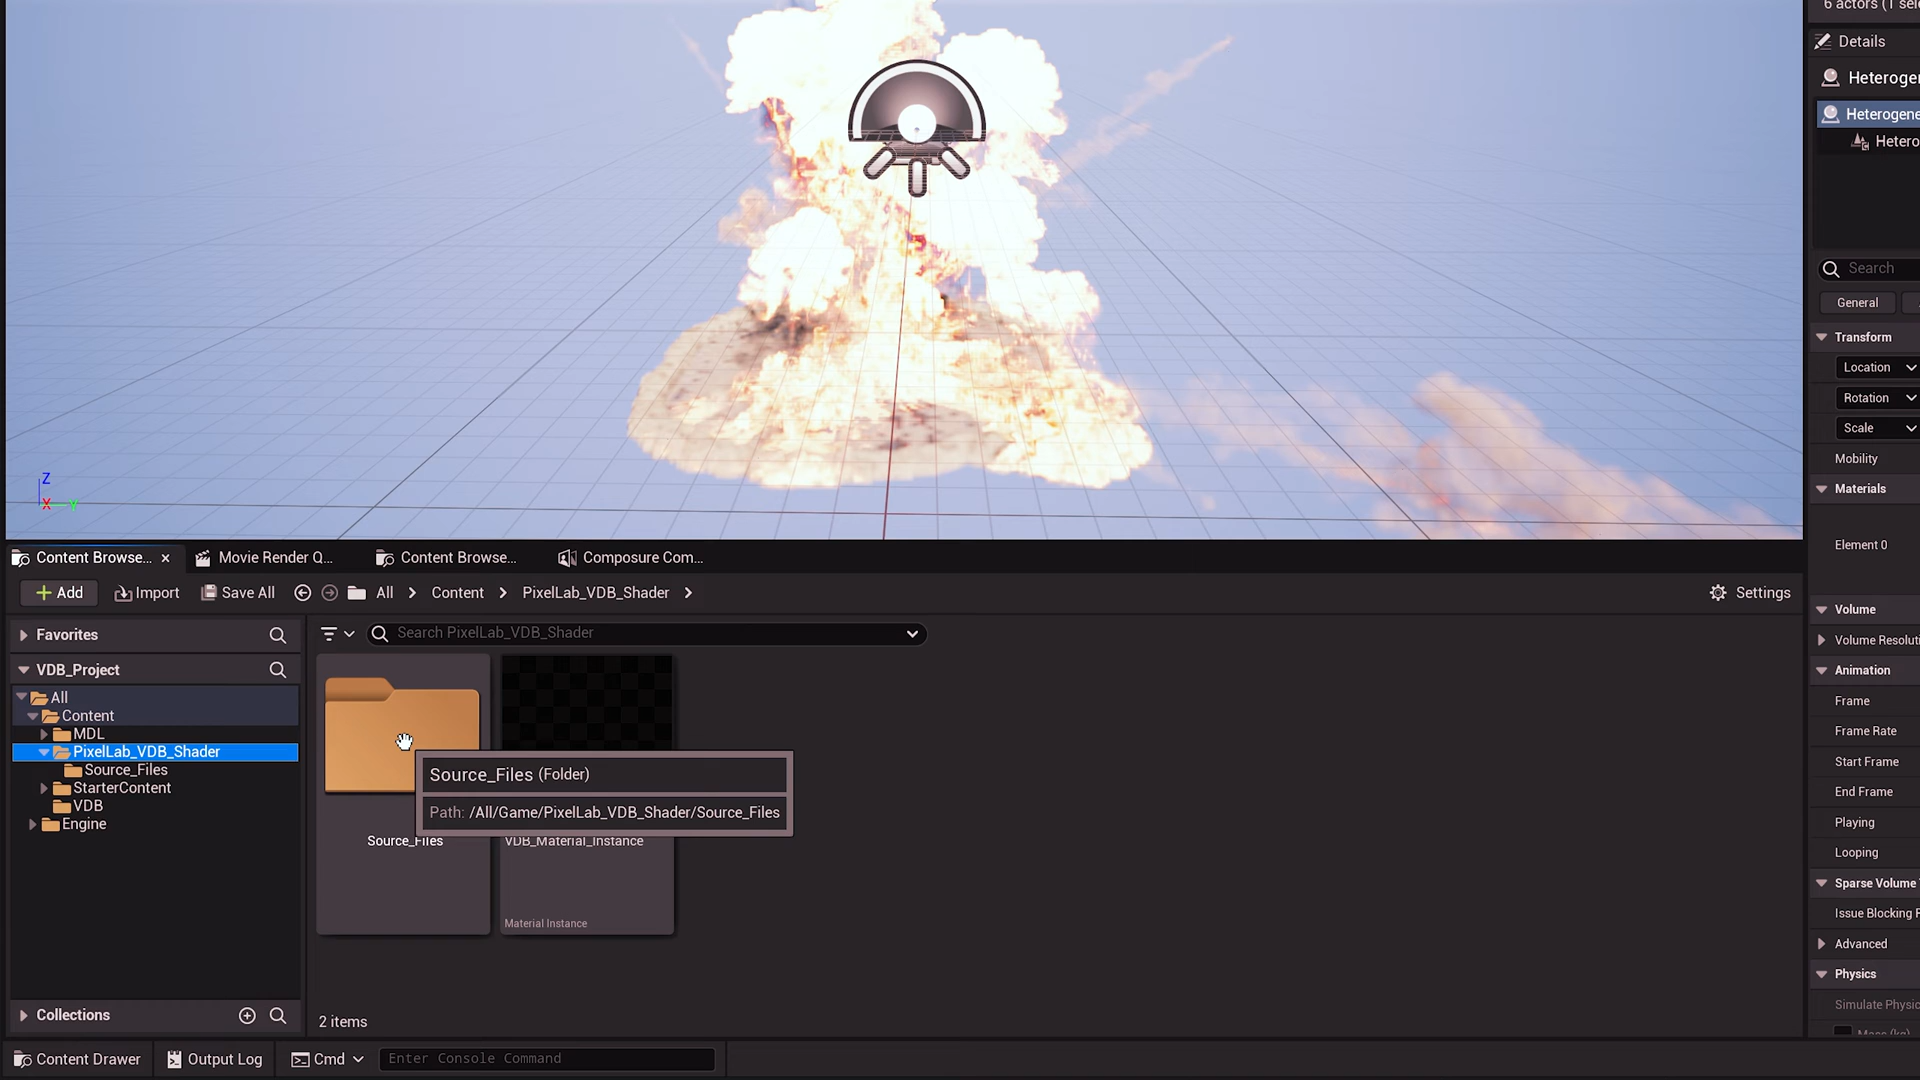 6 actors (1 sele
Details
Heterogen
Heterogene
Hetero
Search
General
Transform
Location
Rotation
Scale
Mobility
Materials
Element 0
Volume
Volume Resoluti
Animation
Frame
Frame Rate
Start Frame
End Frame
Playing
Looping
Sparse Volume
Issue Blocking R
Advanced
Physics
Simulate Physic
Z
X
Y
Content Browse...
Movie Render Q...
Content Browse...
Composure Com...
Add
Import
Save All
All
Content
PixelLab_VDB_Shader
Settings
Favorites
Search PixelLab_VDB_Shader
VDB_Project
All
Content
MDL
PixelLab_VDB_Shader
Source_Files
StarterContent
VDB
Engine
Source_Files (Folder)
Path: /All/Game/PixelLab_VDB_Shader/Source_Files
Source_Files
VDB_Material_Instance
Material Instance
Collections
2 items
Content Drawer
Output Log
Cmd
Enter Console Command